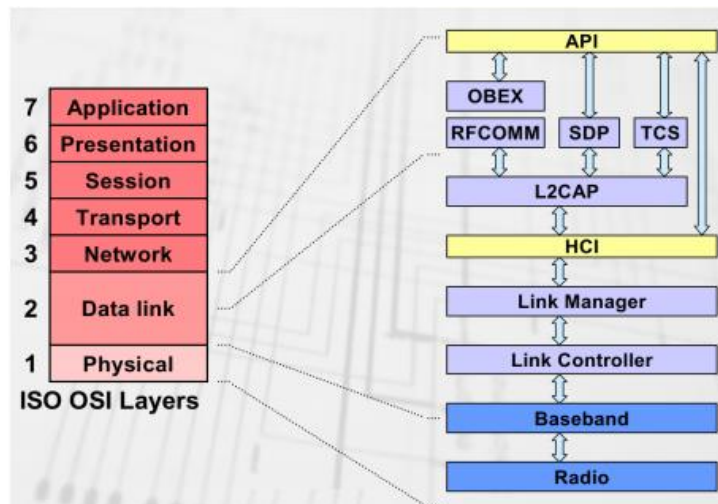 7 Application
6 Presentation
5 Session
4 Transport
3 Network
2 Data link
1 Physical
ISO OSI Layers
API
OBEX
RFCOMM SDP TCS
L2CAP
HCI
Link Manager
Link Controller
Baseband
Radio